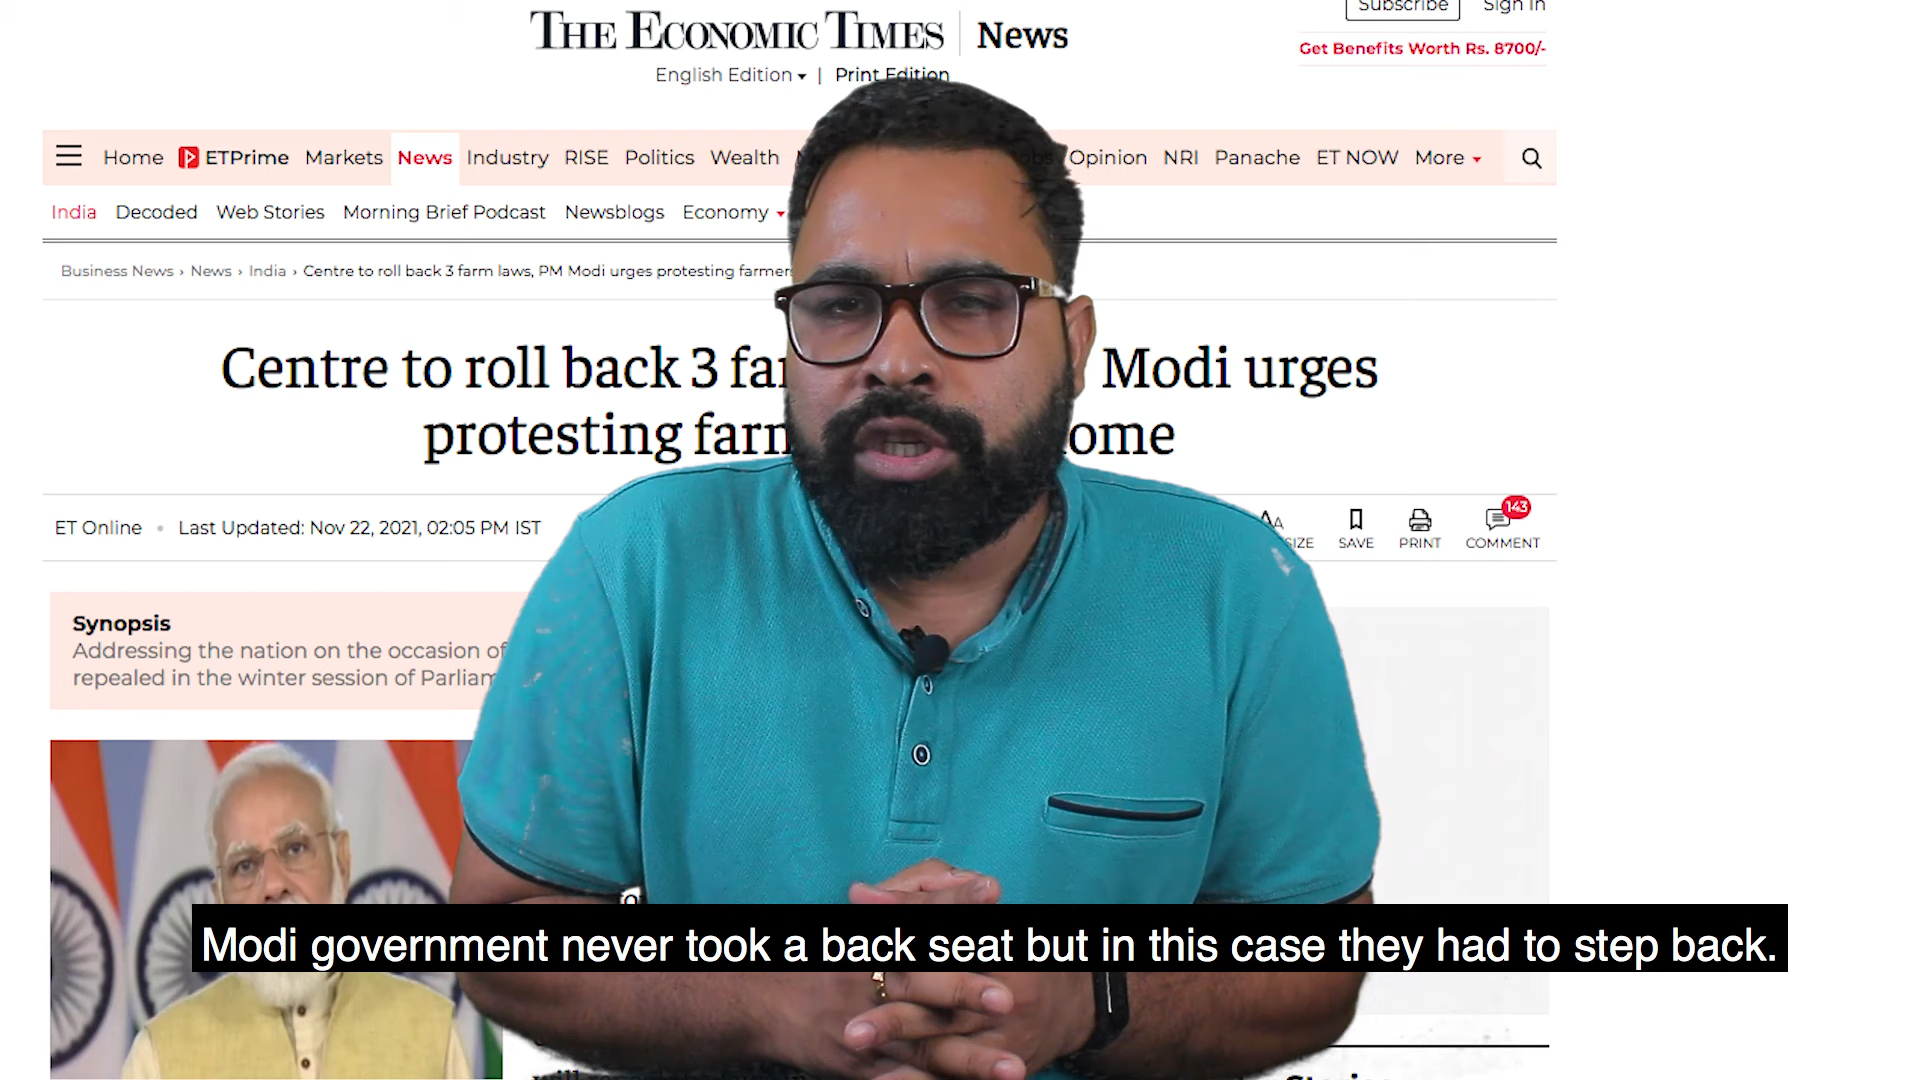 Subscribe Sign In
THE ECONOMIC TIMES | News
Get Benefits Worth Rs. 8700/-
English Edition | Print Edition
Home ETPrime Markets News Industry RISE Politics Wealth Opinion NRI Panache ET NOW More
India Decoded Web Stories Morning Brief Podcast Newsblogs Economy
Business News › News › India › Centre to roll back 3 farm laws, PM Modi urges protesting farmers
Centre to roll back 3 Modi urges
protesting
ET Online • Last Updated: Nov 22, 2021, 02:05 PM IST
143
SIZE SAVE PRINT COMMENT
Synopsis
Addressing the nation on the occasion of
repealed in the winter session of
Modi government never took a back seat but in this case they had to step back.